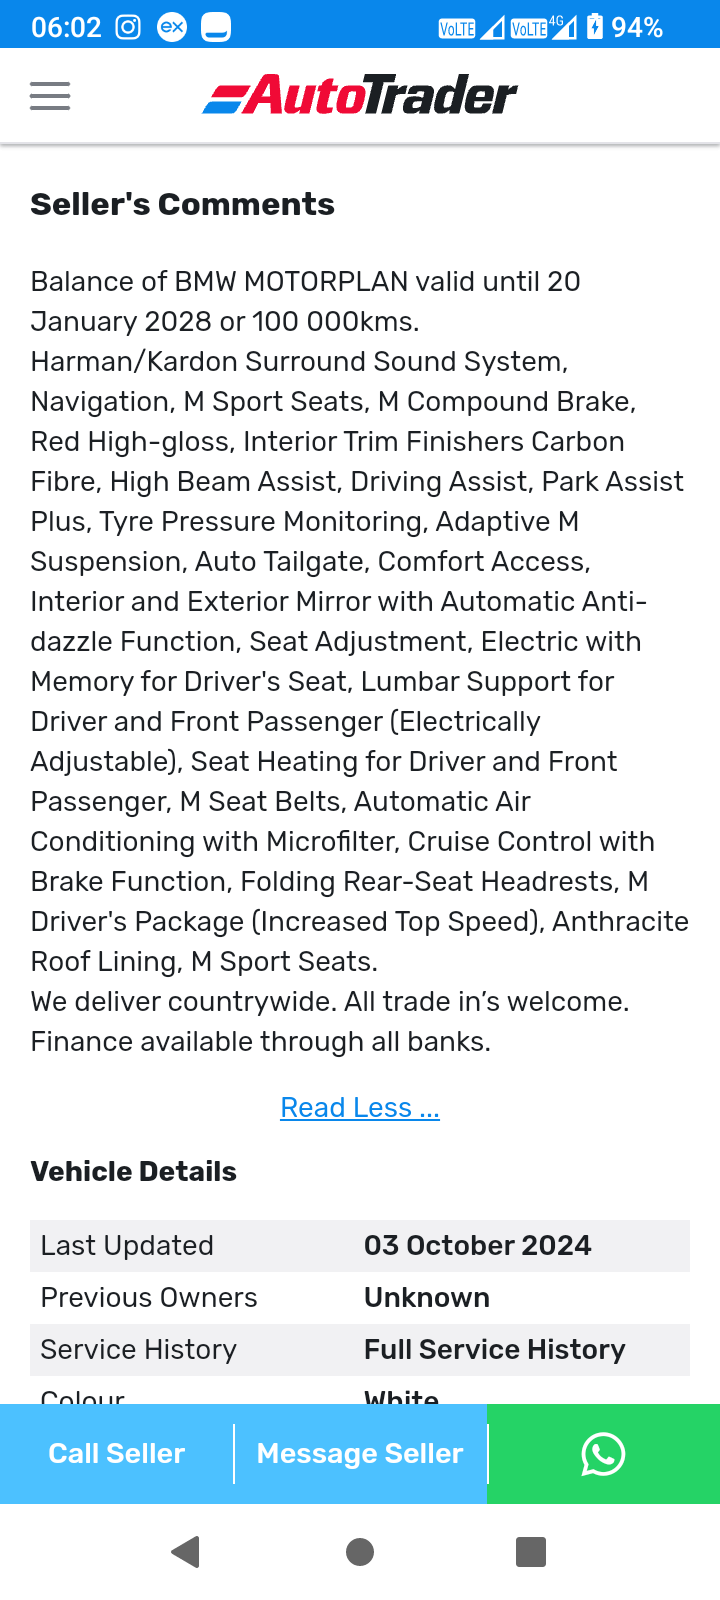 06:02 ex VoLTE VoLTE 4G 94%
AutoTrader
Seller's Comments
Balance of BMW MOTORPLAN valid until 20
January 2028 or 100 000kms.
Harman/Kardon Surround Sound System,
Navigation, M Sport Seats, M Compound Brake,
Red High-gloss, Interior Trim Finishers Carbon
Fibre, High Beam Assist, Driving Assist, Park Assist
Plus, Tyre Pressure Monitoring, Adaptive M
Suspension, Auto Tailgate, Comfort Access,
Interior and Exterior Mirror with Automatic Anti-
dazzle Function, Seat Adjustment, Electric with
Memory for Driver's Seat, Lumbar Support for
Driver and Front Passenger (Electrically
Adjustable), Seat Heating for Driver and Front
Passenger, M Seat Belts, Automatic Air
Conditioning with Microfilter, Cruise Control with
Brake Function, Folding Rear-Seat Headrests, M
Driver's Package (Increased Top Speed), Anthracite
Roof Lining, M Sport Seats.
We deliver countrywide. All trade in’s welcome.
Finance available through all banks.
Read Less ...
Vehicle Details
Last Updated 03 October 2024
Previous Owners Unknown
Service History Full Service History
Colour White
Call Seller Message Seller